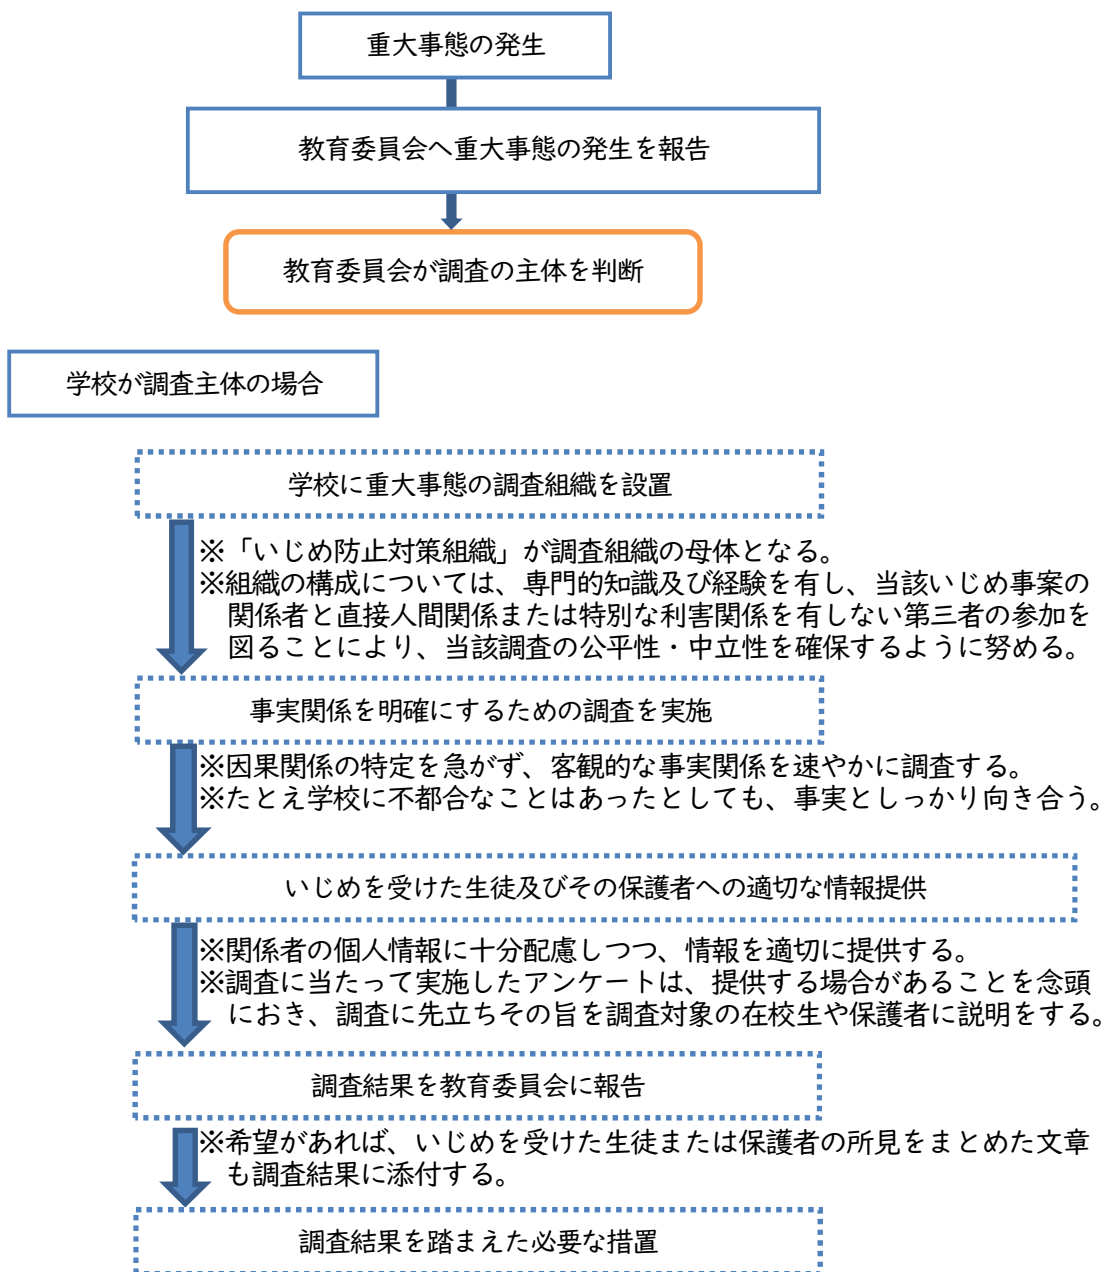 重大事態の発生
教育委員会へ重大事態の発生を報告
教育委員会が調査の主体を判断
学校が調査主体の場合
学校に重大事態の調査組織を設置
※「いじめ防止対策組織」が調査組織の母体となる。
※組織の構成については、専門的知識及び経験を有し、当該いじめ事案の
関係者と直接人間関係または特別な利害関係を有しない第三者の参加を
図ることにより、当該調査の公平性・中立性を確保するように努める。
事実関係を明確にするための調査を実施
※因果関係の特定を急がず、客観的な事実関係を速やかに調査する。
※たとえ学校に不都合なことはあったとしても、事実としっかり向き合う。
いじめを受けた生徒及びその保護者への適切な情報提供
※関係者の個人情報に十分配慮しつつ、情報を適切に提供する。
※調査に当たって実施したアンケートは、提供する場合があることを念頭
におき、調査に先立ちその旨を調査対象の在校生や保護者に説明をする。
調査結果を教育委員会に報告
※希望があれば、いじめを受けた生徒または保護者の所見をまとめた文章
も調査結果に添付する。
調査結果を踏まえた必要な措置